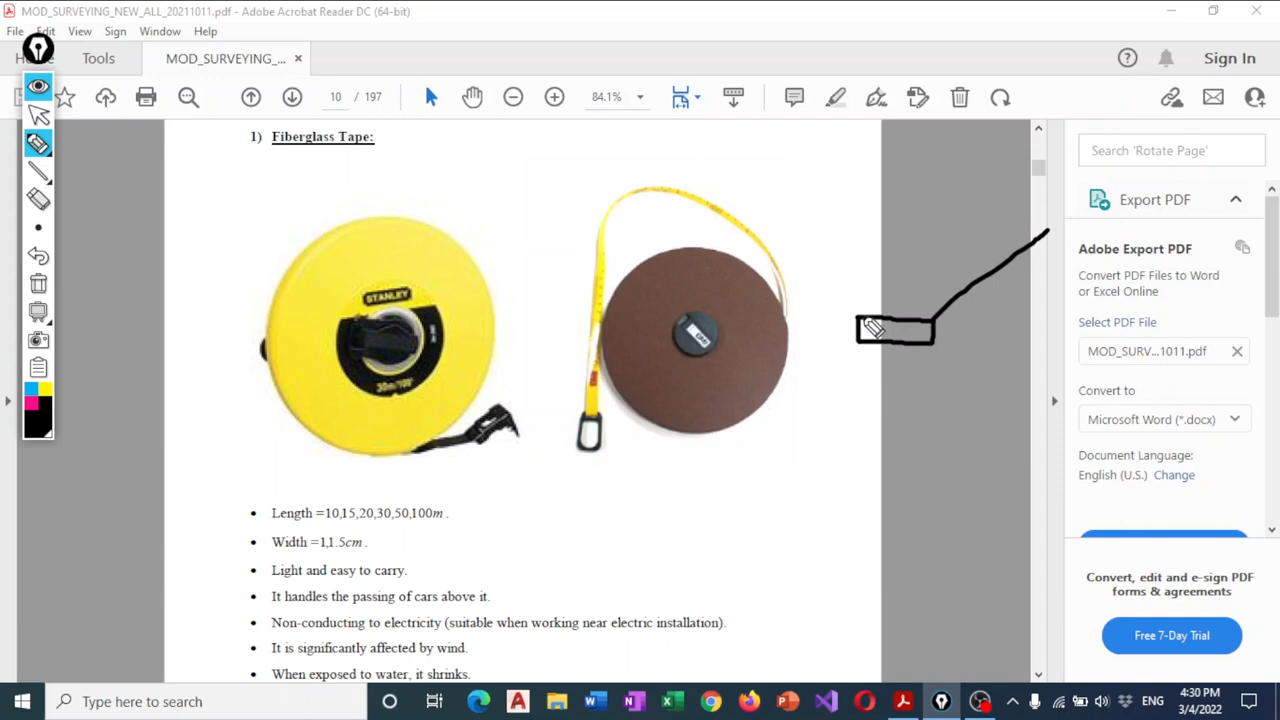 MOD_SURVEYING_NEW_ALL_20211011.pdf - Adobe Acrobat Reader DC (64-bit)
File Edit View Sign Window Help
Tools
MOD_SURVEYING_...
Sign In
10 / 197
84.1%
1) Fiberglass Tape:
STANLEY
30m/100'
• Length =10,15,20,30,50,100m .
• Width =1,1.5cm .
• Light and easy to carry.
• It handles the passing of cars above it.
• Non-conducting to electricity (suitable when working near electric installation).
• It is significantly affected by wind.
• When exposed to water, it shrinks.
Search 'Rotate Page'
Export PDF
Adobe Export PDF
Convert PDF Files to Word
or Excel Online
Select PDF File
MOD_SURV...1011.pdf
Convert to
Microsoft Word (*.docx)
Document Language:
English (U.S.) Change
Convert, edit and e-sign PDF
forms & agreements
Free 7-Day Trial
Type here to search
ENG
4:30 PM
3/4/2022